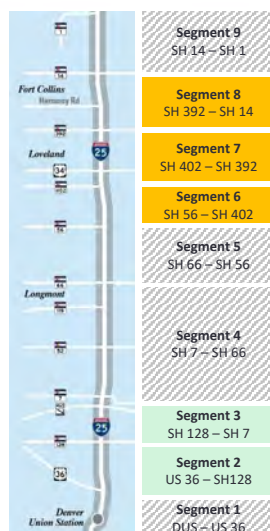 Segment 9
SH 14 – SH 1
Segment 8
SH 392 – SH 14
Segment 7
SH 402 – SH 392
Segment 6
SH 56 – SH 402
Segment 5
SH 66 – SH 56
Segment 4
SH 7 – SH 66
Segment 3
SH 128 – SH 7
Segment 2
US 36 – SH128
Segment 1
DUS – US 36
Fort Collins
Harmony Rd
Loveland
25
34
Longmont
25
36
Denver
Union Station